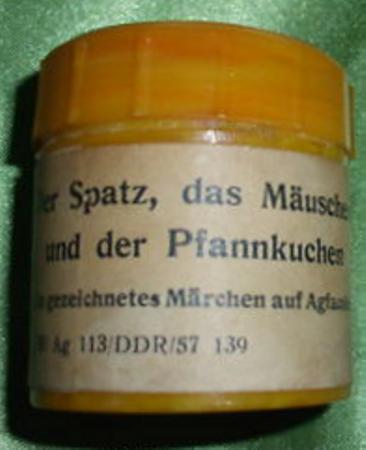 er Spatz, das Mäusche
und der Pfannkuchen
gezeichnetes Märchen auf Agfa
Ag 113/DDR/57 139